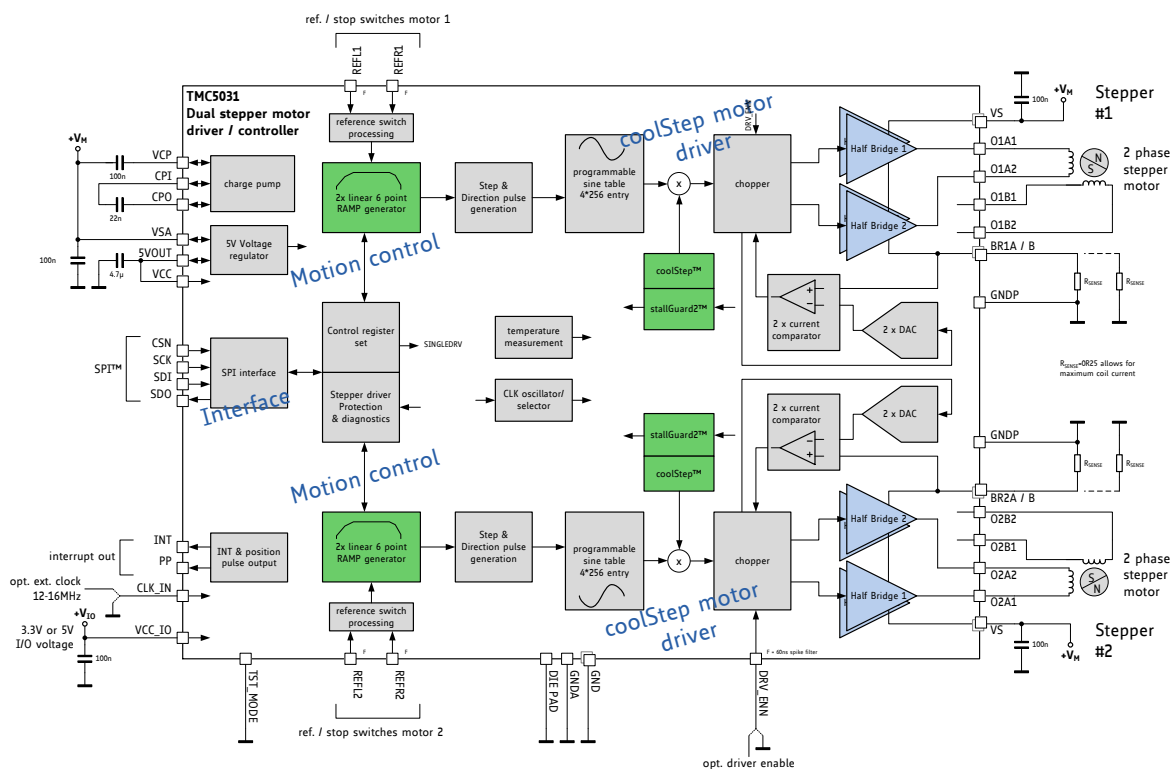 ref. / stop switches motor 1
REFL1
REFR1
F
F
TMC5031
Dual stepper motor
driver / controller
reference switch
processing
+VM
VCP
100n
CPI
CPO
22n
charge pump
VSA
5VOUT
100n
4.7µ
VCC
5V Voltage
regulator
2x linear 6 point
RAMP generator
Motion control
Step &
Direction pulse
generation
programmable
sine table
4*256 entry
coolStep motor
driver
x
chopper
Half Bridge 1
Half Bridge 2
VS
100n
+VM
Stepper
#1
O1A1
O1A2
O1B1
O1B2
BR1A / B
N
S
2 phase
stepper
motor
RSENSE
RSENSE
GNDP
coolStep™
stallGuard2™
+
−
2 x current
comparator
2 x DAC
RSENSE=0R25 allows for
maximum coil current
Control register
set
SINGLEDRV
temperature
measurement
SPI™
CSN
SCK
SDI
SDO
SPI interface
Interface
Stepper driver
Protection
& diagnostics
CLK oscillator/
selector
Motion control
stallGuard2™
coolStep™
2 x current
comparator
−
+
2 x DAC
GNDP
RSENSE
RSENSE
BR2A / B
interrupt out
INT
PP
INT & position
pulse output
opt. ext. clock
12-16MHz
CLK_IN
+VIO
3.3V or 5V
I/O voltage
VCC_IO
100n
2x linear 6 point
RAMP generator
reference switch
processing
Step &
Direction pulse
generation
programmable
sine table
4*256 entry
x
chopper
coolStep motor
driver
Half Bridge 2
Half Bridge 1
O2B2
O2B1
O2A2
O2A1
VS
S
N
2 phase
stepper
motor
100n
+VM
Stepper
#2
F
F
F = 60ns spike filter
TST_MODE
REFL2
REFR2
DIE PAD
GNDA
GND
DRV_ENN
ref. / stop switches motor 2
opt. driver enable